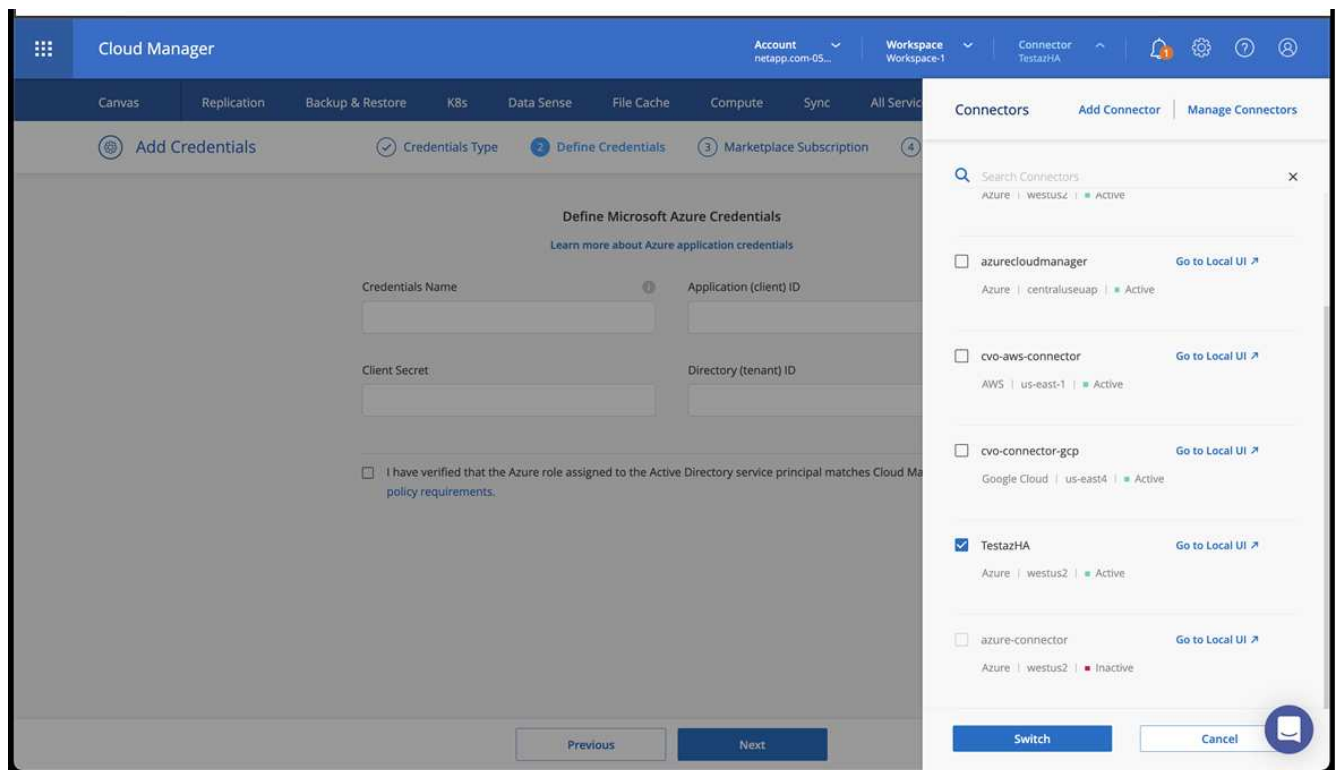 Cloud Manager
Account
netapp.com-05...
Workspace
Workspace-1
Connector
TestazHA
1
Canvas Replication Backup & Restore K8s Data Sense File Cache Compute Sync All Servic
Connectors Add Connector Manage Connectors
Add Credentials Credentials Type 2 Define Credentials 3 Marketplace Subscription 4
Search Connectors
Azure | westus2 | Active
Define Microsoft Azure Credentials
Learn more about Azure application credentials
Credentials Name Application (client) ID
Client Secret Directory (tenant) ID
I have verified that the Azure role assigned to the Active Directory service principal matches Cloud Ma
policy requirements.
azurecloudmanager Go to Local UI
Azure | centraluseuap | Active
cvo-aws-connector Go to Local UI
AWS | us-east-1 | Active
cvo-connector-gcp Go to Local UI
Google Cloud | us-east4 | Active
TestazHA Go to Local UI
Azure | westus2 | Active
azure-connector Go to Local UI
Azure | westus2 | Inactive
Previous Next
Switch Cancel